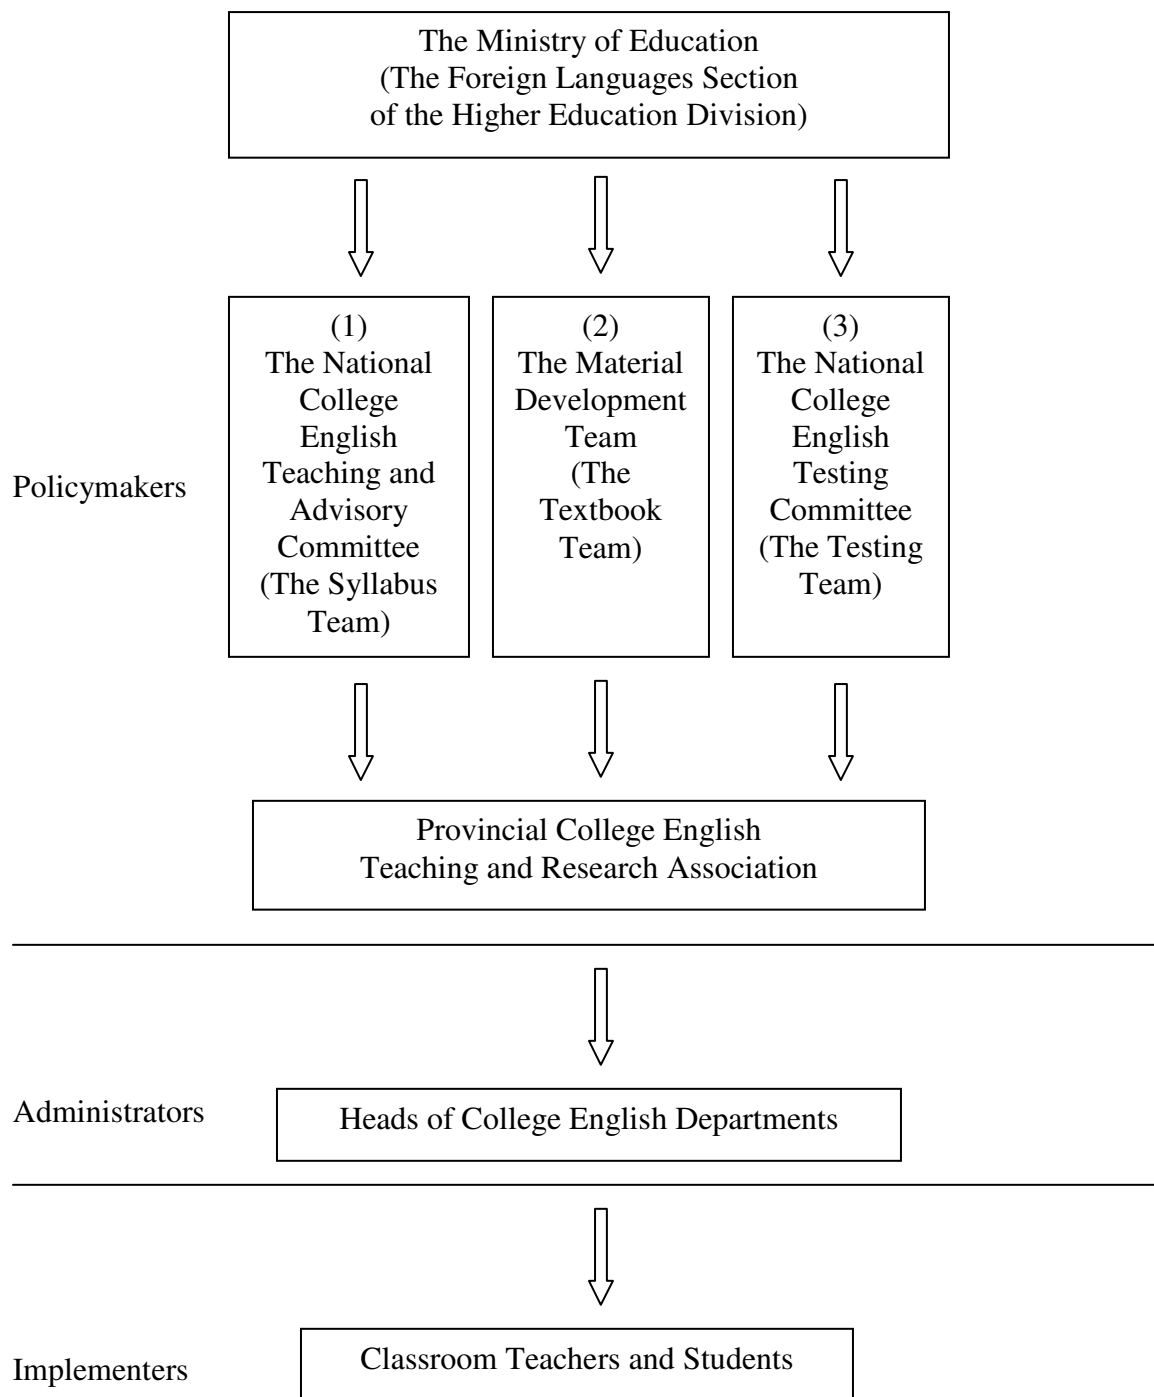 The Ministry of Education
(The Foreign Languages Section
of the Higher Education Division)
Policymakers
(1)
The National
College
English
Teaching and
Advisory
Committee
(The Syllabus
Team)
(2)
The Material
Development
Team
(The
Textbook
Team)
(3)
The National
College
English
Testing
Committee
(The Testing
Team)
Provincial College English
Teaching and Research Association
Administrators
Heads of College English Departments
Implementers
Classroom Teachers and Students